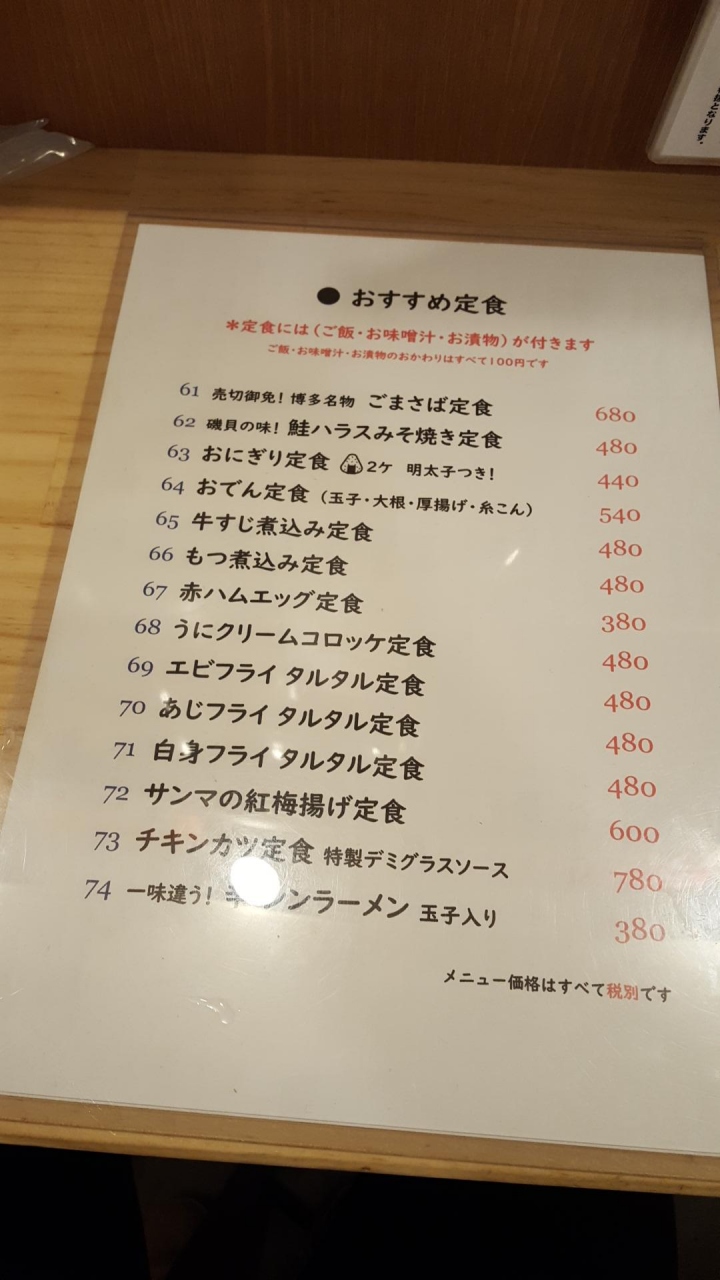 い税となります。
● おすすめ定食
＊定食には（ご飯・お味噌汁・お漬物）が付きます
ご飯・お味噌汁・お漬物のおかわりはすべて100円です
61 売切御免！博多名物 ごまさば定食 680
62 磯貝の味！鮭ハラスみそ焼き定食 480
63 おにぎり定食 2ケ 明太子つき！ 440
64 おでん定食（玉子・大根・厚揚げ・糸こん） 540
65 牛すじ煮込み定食 480
66 もつ煮込み定食 480
67 赤ハムエッグ定食 380
68 うにクリームコロッケ定食 480
69 エビフライ タルタル定食 480
70 あじフライ タルタル定食 480
71 白身フライ タルタル定食 480
72 サンマの紅梅揚げ定食 600
73 チキンカツ定食 特製デミグラスソース 780
74 一味違う！ ンラーメン 玉子入り 380
メニュー価格はすべて税別です